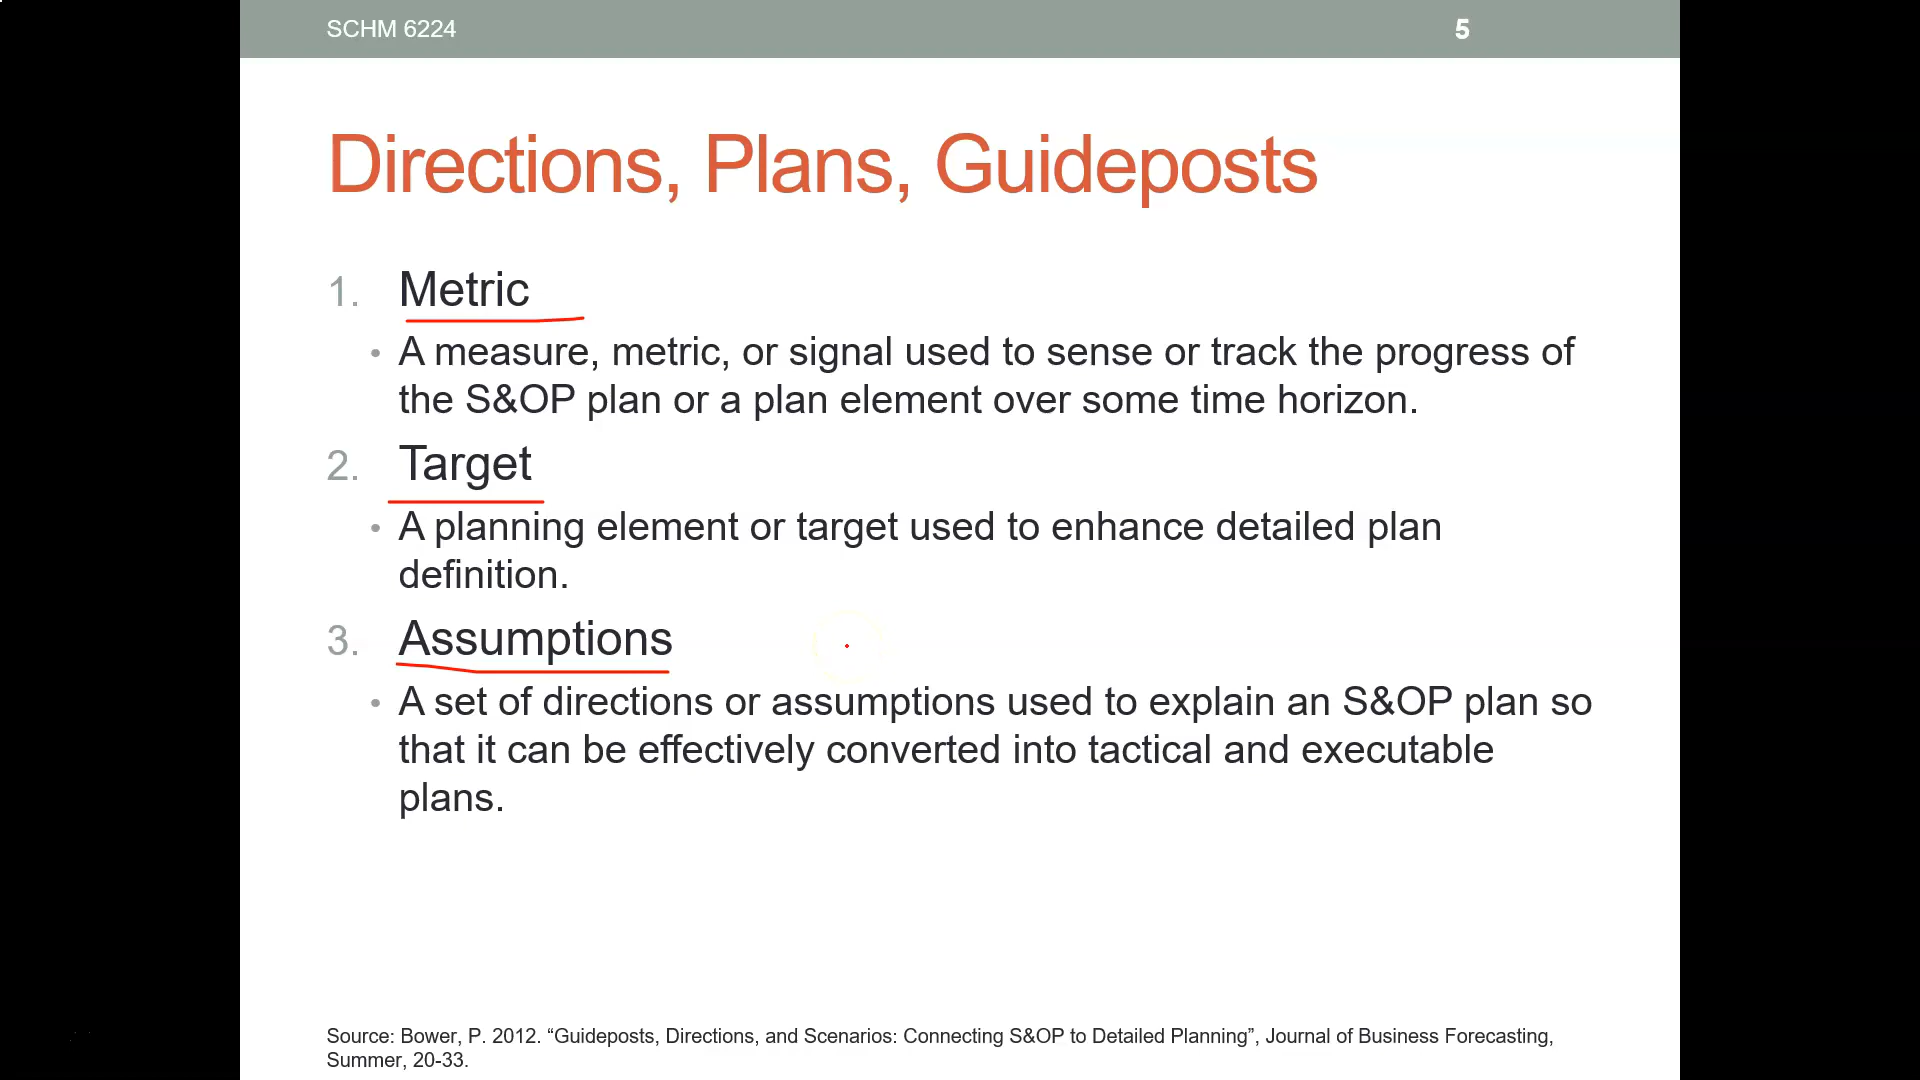 SCHM 6224
5
Directions, Plans, Guideposts
1. Metric
• A measure, metric, or signal used to sense or track the progress of
the S&OP plan or a plan element over some time horizon.
2. Target
• A planning element or target used to enhance detailed plan
definition.
3. Assumptions
• A set of directions or assumptions used to explain an S&OP plan so
that it can be effectively converted into tactical and executable
plans.
Source: Bower, P. 2012. “Guideposts, Directions, and Scenarios: Connecting S&OP to Detailed Planning”, Journal of Business Forecasting,
Summer, 20-33.